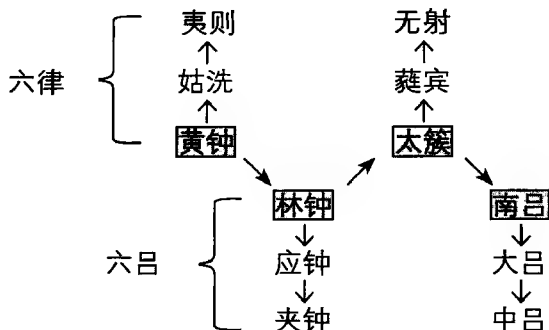 夷则 无射
六律 姑洗 蕤宾
黄钟 太簇
林钟 南吕
六吕 应钟 大吕
夹钟 中吕